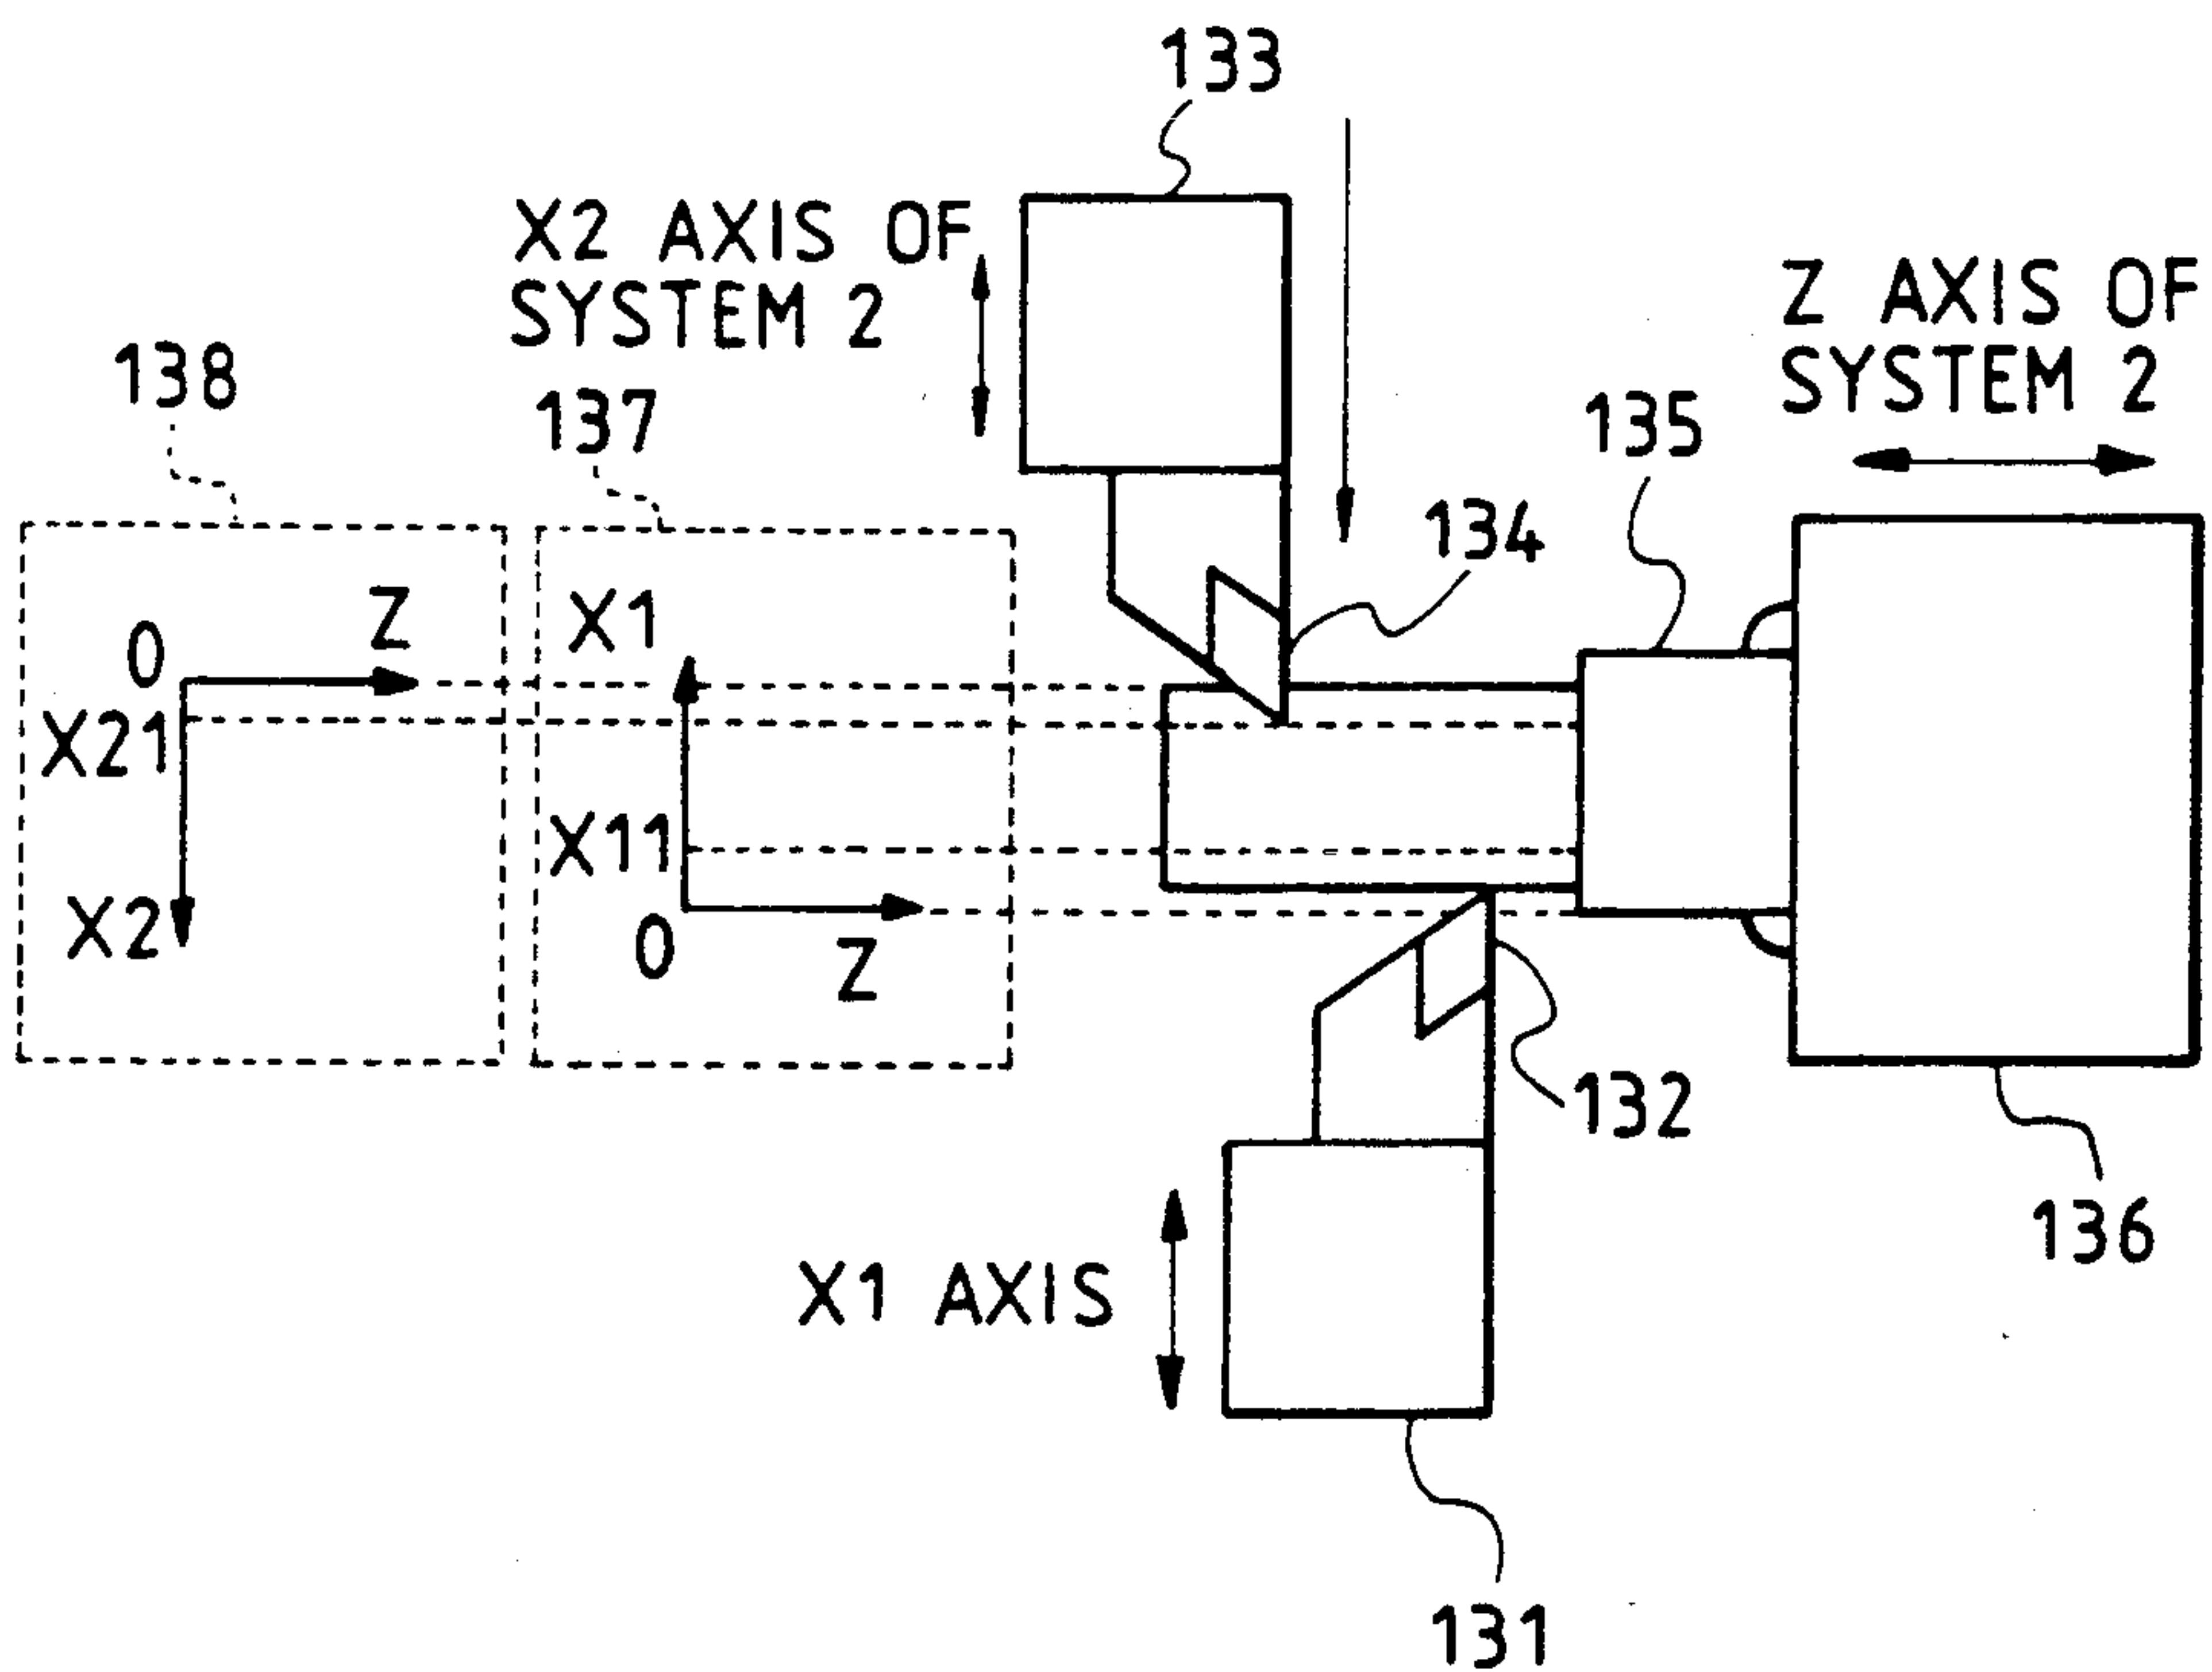 133
X2 AXIS OF
SYSTEM 2
Z AXIS OF
SYSTEM 2
138
137
135
134
0
Z
X1
X21
X11
X2
0
Z
132
136
X1 AXIS
131